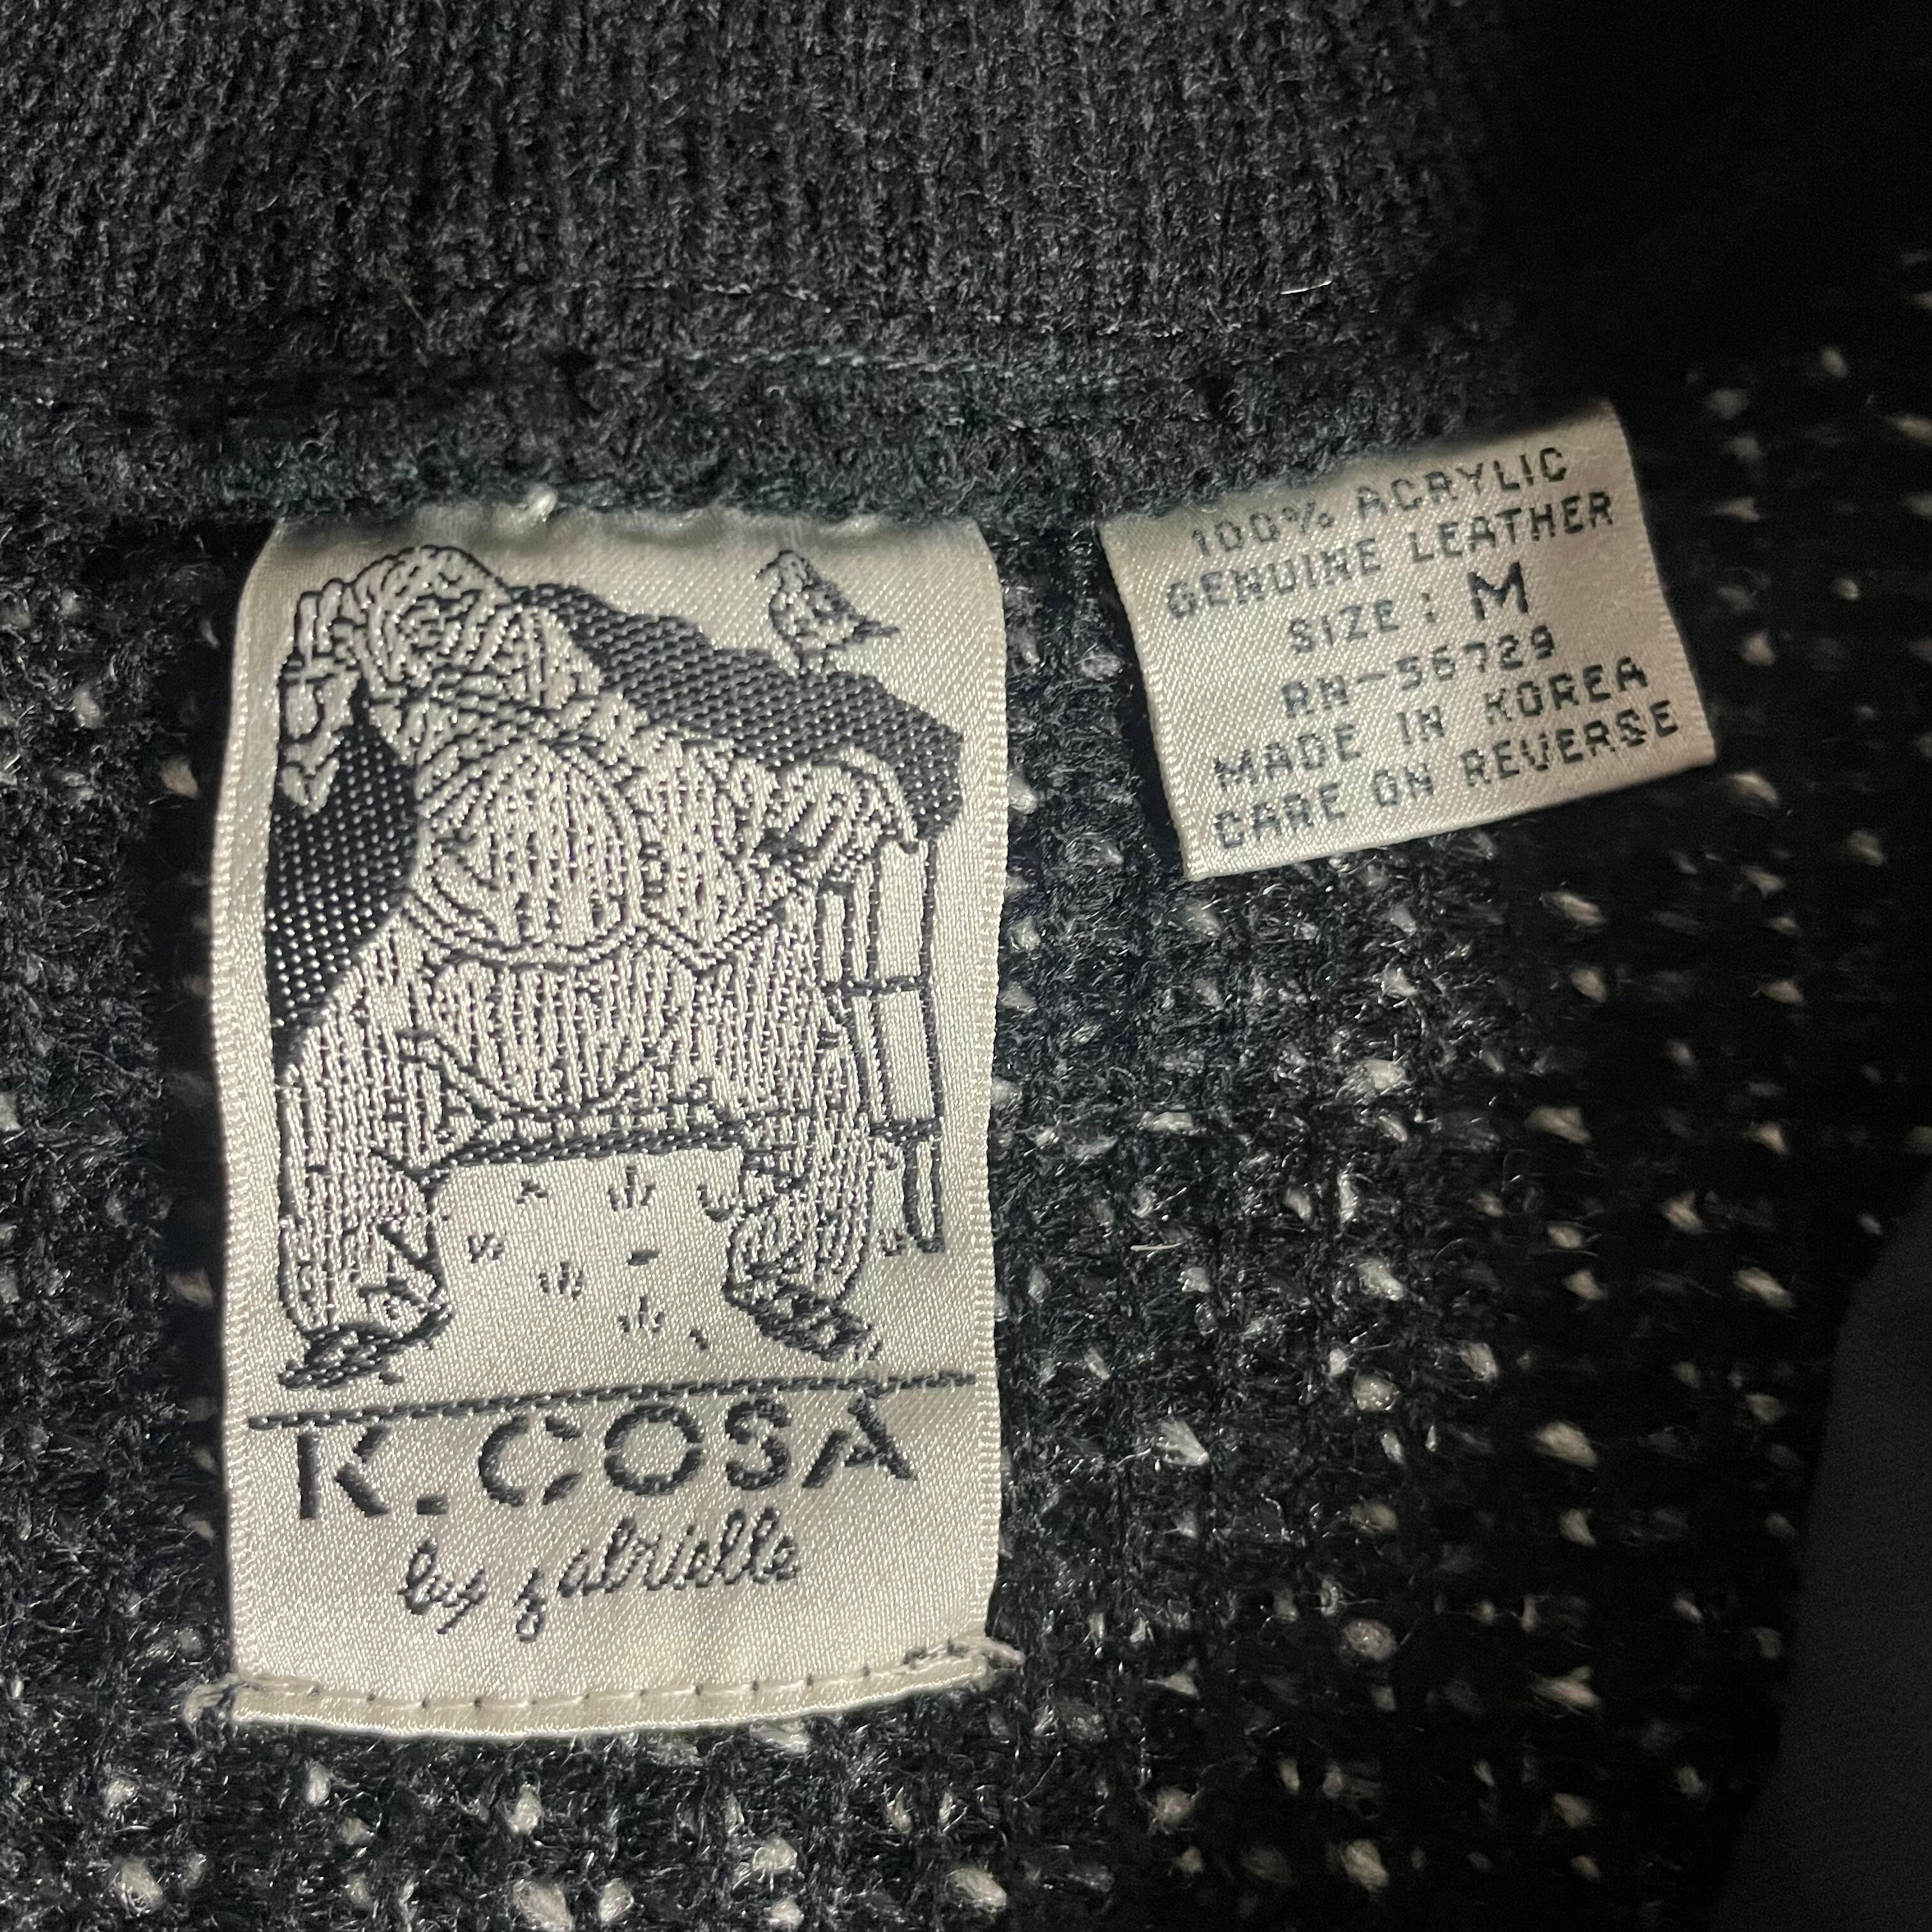 K.COSA
by gabrielle
100% ACRYLIC
GENUINE LEATHER
SIZE: M
RN-56729
MADE IN KOREA
CARE ON REVERSE